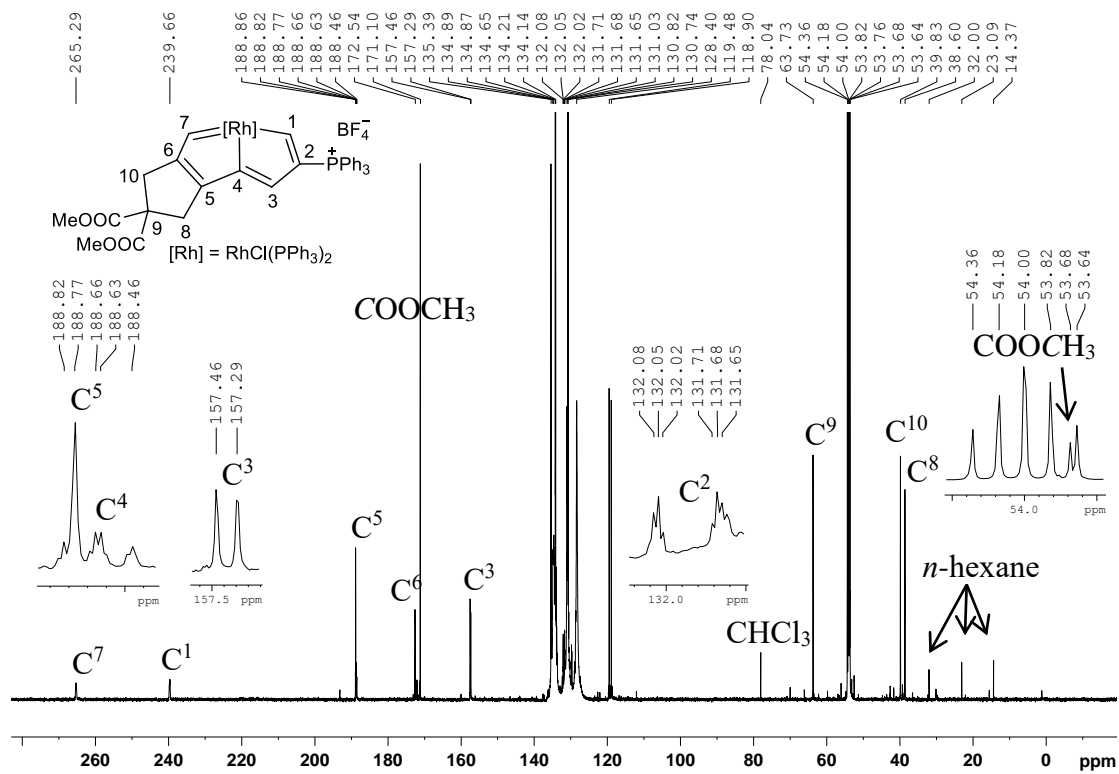 265.29
239.66
188.86
188.82
188.77
188.66
188.63
188.46
172.54
171.10
157.46
157.29
135.39
134.89
134.87
134.65
134.21
134.14
132.08
132.05
132.02
131.71
131.68
131.65
131.03
130.82
130.74
128.40
119.48
118.90
78.04
63.73
54.36
54.18
54.00
53.82
53.76
53.68
53.64
39.83
38.60
32.00
23.09
14.37
7 [Rh] 1 BF₄⁻
6 2 P⁺Ph₃
10 5 4 3
MeOOC 9 8
MeOOC
[Rh] = RhCl(PPh₃)₂
188.82
188.77
188.66
188.63
188.46
C⁵
C⁴
ppm
157.46
157.29
C³
157.5 ppm
COOCH₃
132.08
132.05
132.02
131.71
131.68
131.65
C²
132.0 ppm
54.36
54.18
54.00
53.82
53.68
53.64
COOCH₃
54.0 ppm
C⁷
C¹
C⁵
C⁶
C³
CHCl₃
C⁹
C¹⁰
C⁸
n-hexane
260 240 220 200 180 160 140 120 100 80 60 40 20 0 ppm